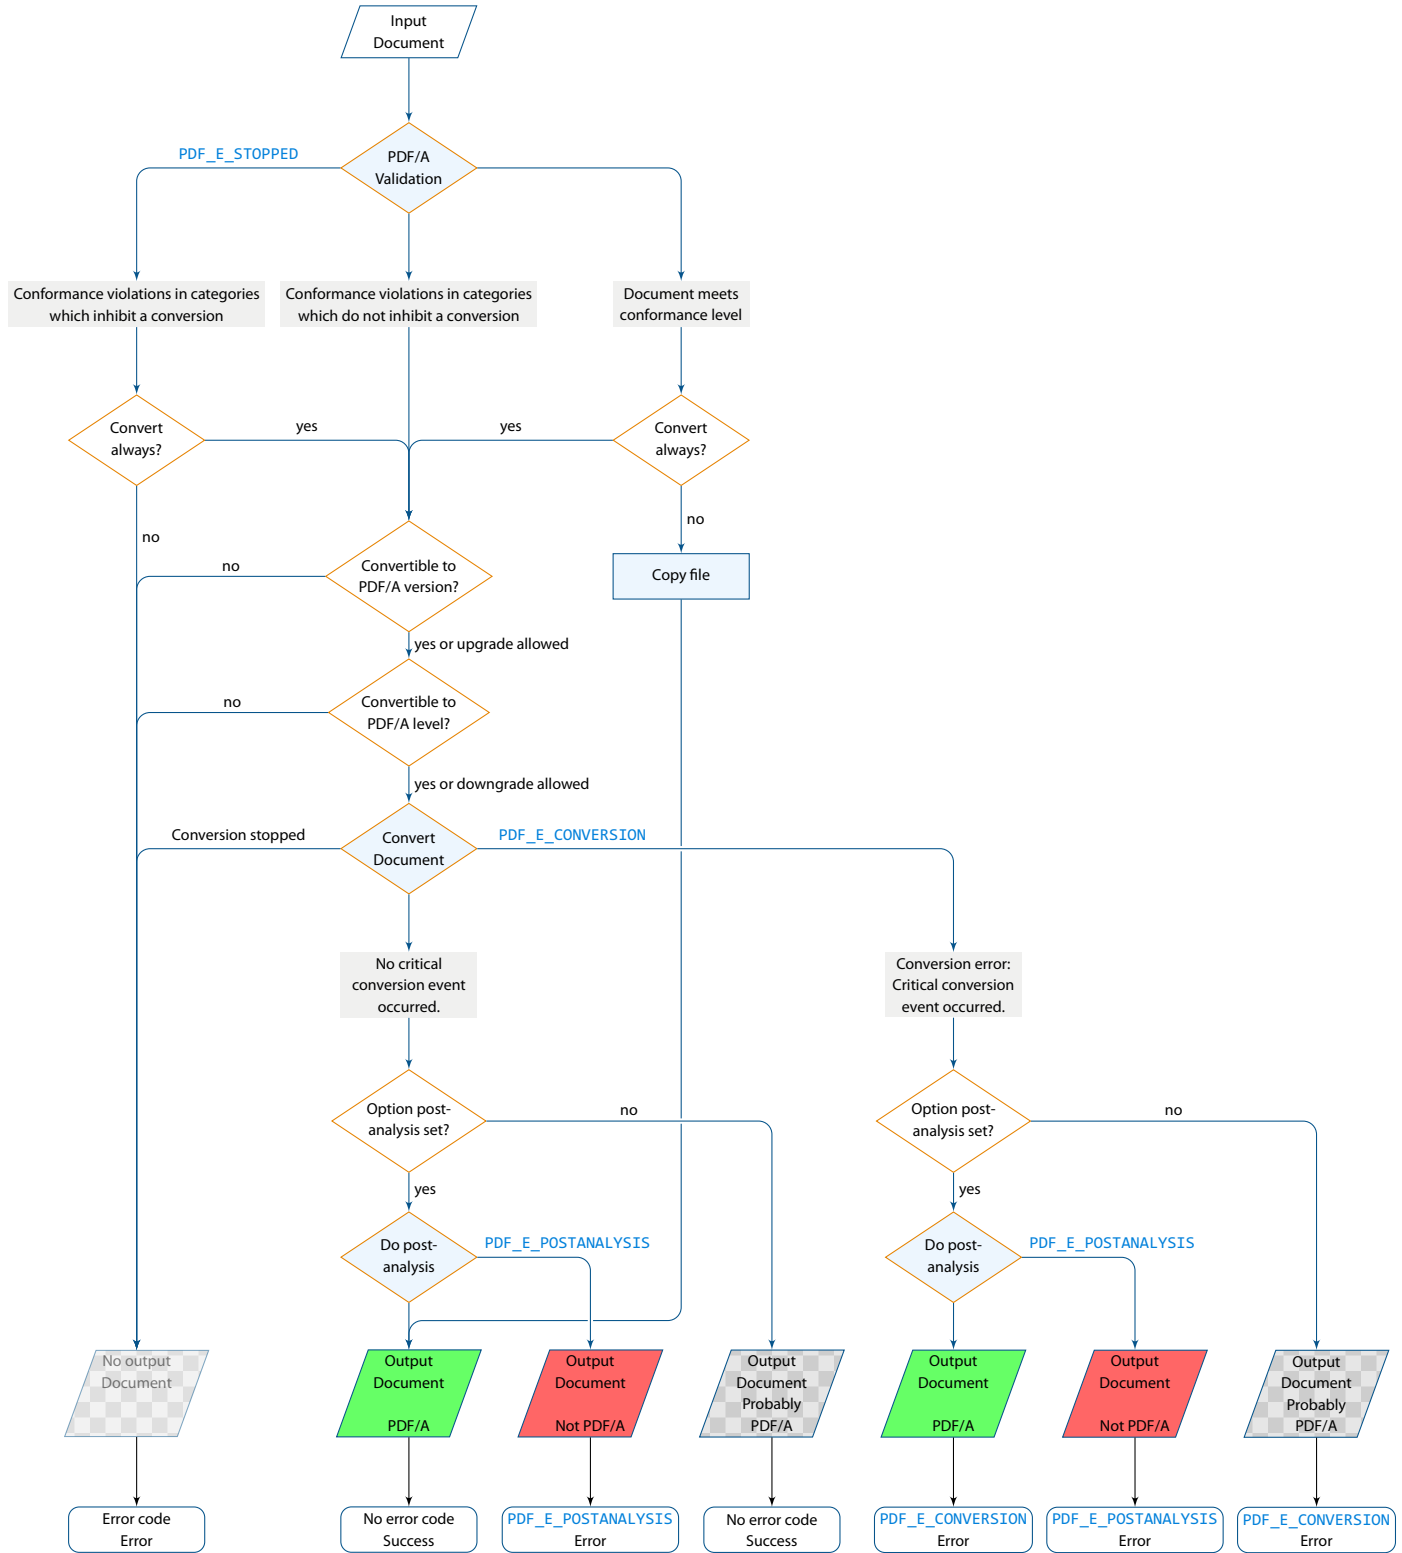 Input
Document
PDF_E_STOPPED
PDF/A
Validation
Conformance violations in categories
which inhibit a conversion
Conformance violations in categories
which do not inhibit a conversion
Document meets
conformance level
Convert
always?
yes
yes
Convert
always?
no
no
Convertible to
PDF/A version?
no
Copy file
yes or upgrade allowed
no
Convertible to
PDF/A level?
yes or downgrade allowed
Conversion stopped
Convert
Document
PDF_E_CONVERSION
No critical
conversion event
occurred.
Conversion error:
Critical conversion
event occurred.
Option post-
analysis set?
no
Option post-
analysis set?
no
yes
yes
Do post-
analysis
PDF_E_POSTANALYSIS
Do post-
analysis
PDF_E_POSTANALYSIS
No output
Document
Output
Document
PDF/A
Output
Document
Not PDF/A
Output
Document
Probably
PDF/A
Output
Document
PDF/A
Output
Document
Not PDF/A
Output
Document
Probably
PDF/A
Error code
Error
No error code
Success
PDF_E_POSTANALYSIS
Error
No error code
Success
PDF_E_CONVERSION
Error
PDF_E_POSTANALYSIS
Error
PDF_E_CONVERSION
Error